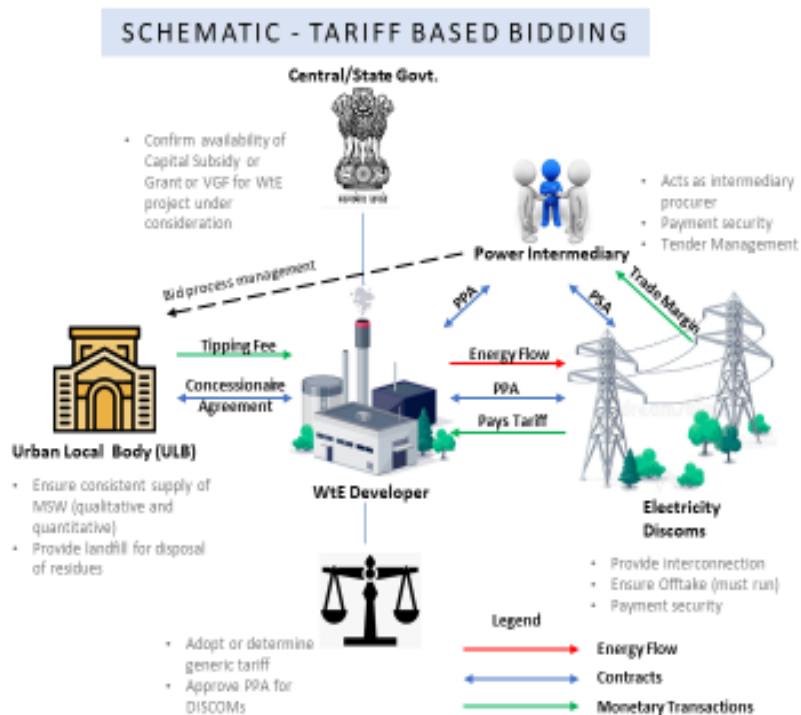 SCHEMATIC - TARIFF BASED BIDDING
Central/State Govt.
• Confirm availability of
Capital Subsidy or
Grant or VGF for WtE
project under
consideration
• Acts as intermediary
procurer
• Payment security
• Tender Management
Power Intermediary
Bid process management
PPA
PSA
Trade Margin
Tipping Fee
Concessionaire
Agreement
Energy Flow
PPA
Pays Tariff
Urban Local Body (ULB)
• Ensure consistent supply of
MSW (qualitative and
quantitative)
• Provide landfill for disposal
of residues
WtE Developer
Electricity
Discoms
• Provide interconnection
• Ensure Offtake (must run)
• Payment security
• Adopt or determine
generic tariff
• Approve PPA for
DISCOMs
Legend
Energy Flow
Contracts
Monetary Transactions